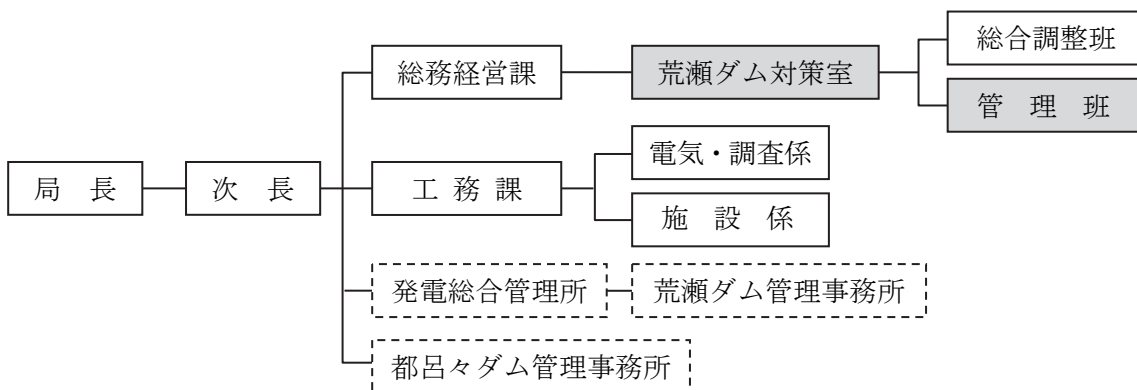 総合調整班
総務経営課
荒瀬ダム対策室
管　理　班
電気・調査係
局　長
次　長
工 務 課
施　設　係
発電総合管理所
荒瀬ダム管理事務所
都呂々ダム管理事務所